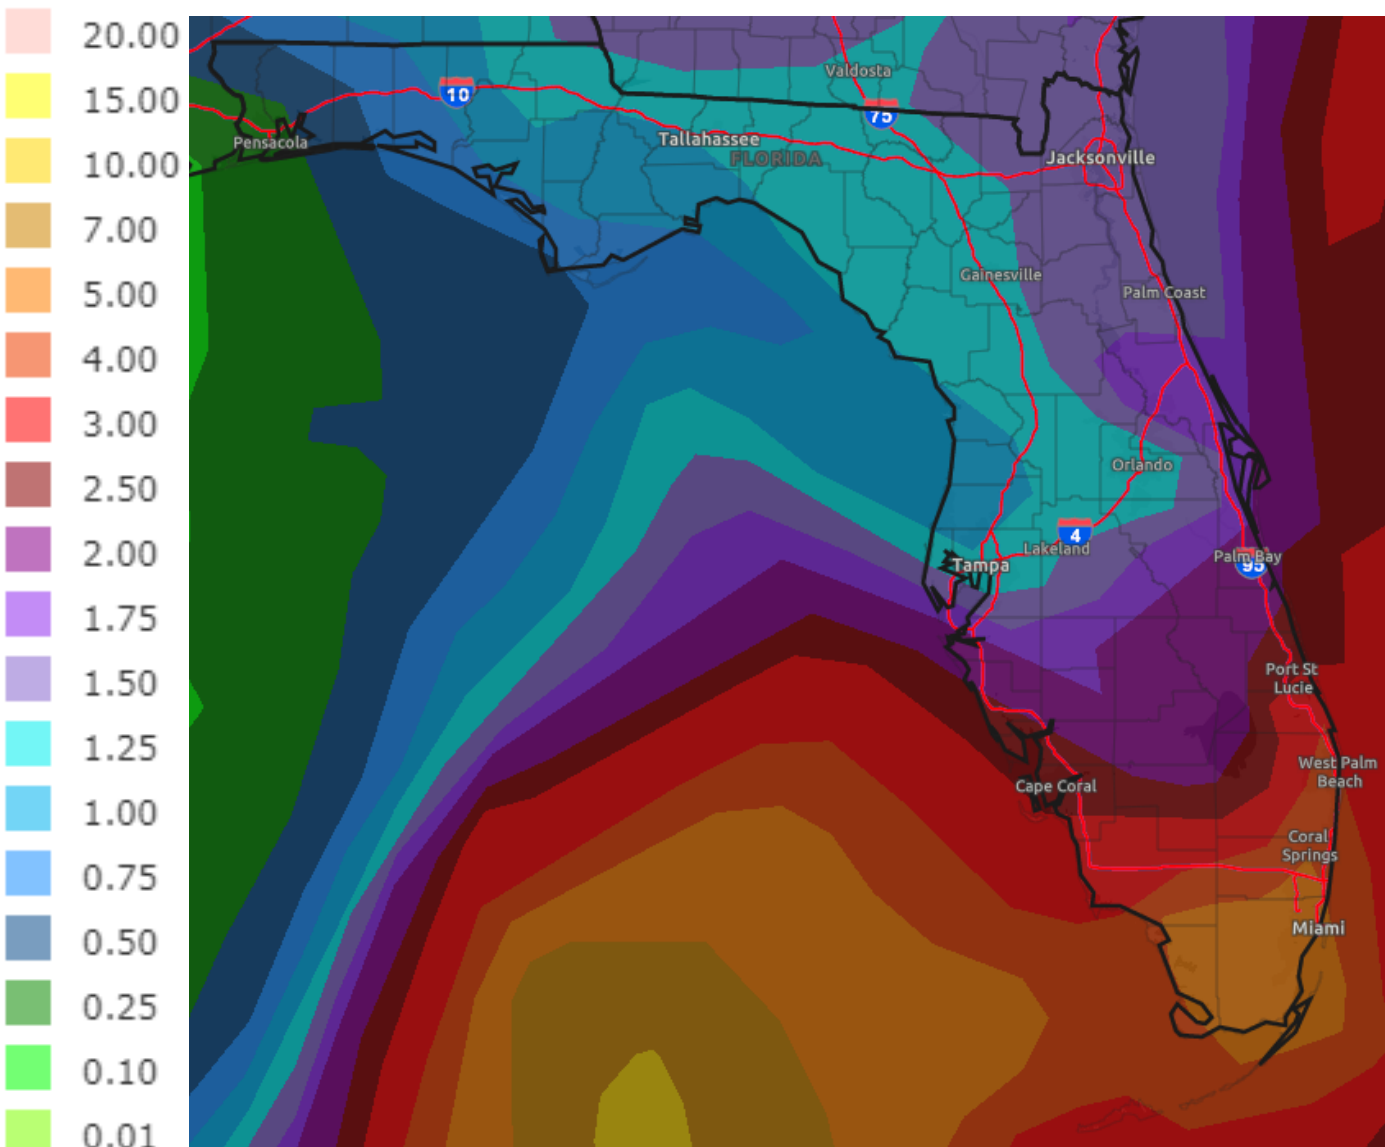 20.00
15.00
10.00
7.00
5.00
4.00
3.00
2.50
2.00
1.75
1.50
1.25
1.00
0.75
0.50
0.25
0.10
0.01
Valdosta
10
75
Pensacola
Tallahassee
FLORIDA
Jacksonville
Gainesville
Palm Coast
Orlando
4
Lakeland
Tampa
Palm Bay
95
Port St
Lucie
West Palm
Beach
Cape Coral
Coral
Springs
Miami